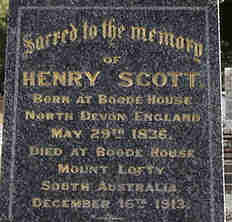 Sacred to the memory
OF
HENRY SCOTT
BORN AT BOODE HOUSE
NORTH DEVON ENGLAND
MAY 29TH 1836.
DIED AT BOODE HOUSE
MOUNT LOFTY
SOUTH AUSTRALIA
DECEMBER 16TH 1913.